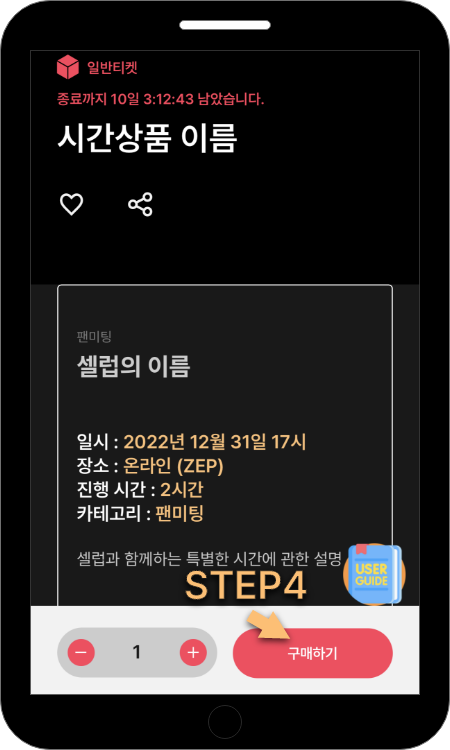 일반티켓
종료까지 10일 3:12:43 남았습니다.
시간상품 이름
팬미팅
셀럽의 이름
일시 : 2022년 12월 31일 17시
장소 : 온라인 (ZEP)
진행 시간 : 2시간
카테고리 : 팬미팅
셀럽과 함께하는 특별한 시간에 관한 설명
USER
GUIDE
STEP4
1
구매하기